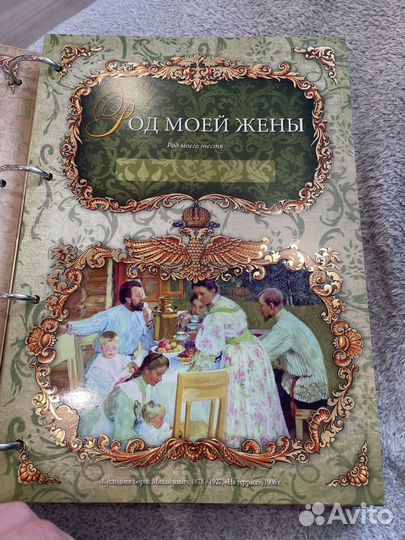 Род моей жены
Род моего тестя
Кустодиев Борис Михайлович, 1878 - 1927, «На террасе», 1906 г.
Avito